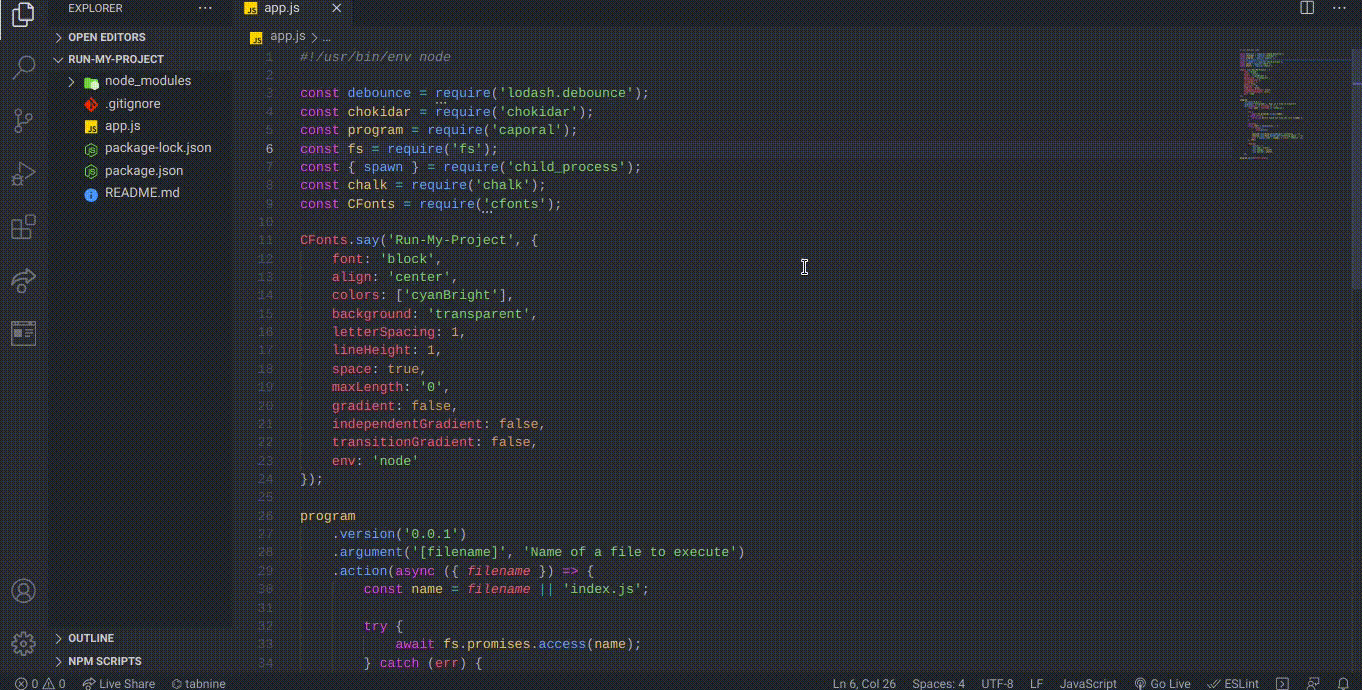 EXPLORER
OPEN EDITORS
RUN-MY-PROJECT
node_modules
.gitignore
app.js
package-lock.json
package.json
README.md
OUTLINE
NPM SCRIPTS
app.js
app.js > ...
1 #!/usr/bin/env node
2
3 const debounce = require('lodash.debounce');
4 const chokidar = require('chokidar');
5 const program = require('caporal');
6 const fs = require('fs');
7 const { spawn } = require('child_process');
8 const chalk = require('chalk');
9 const CFonts = require('cfonts');
10
11 CFonts.say('Run-My-Project', {
12     font: 'block',
13     align: 'center',
14     colors: ['cyanBright'],
15     background: 'transparent',
16     letterSpacing: 1,
17     lineHeight: 1,
18     space: true,
19     maxLength: '0',
20     gradient: false,
21     independentGradient: false,
22     transitionGradient: false,
23     env: 'node'
24 });
25
26 program
27     .version('0.0.1')
28     .argument('[filename]', 'Name of a file to execute')
29     .action(async ({ filename }) => {
30         const name = filename || 'index.js';
31
32         try {
33             await fs.promises.access(name);
34         } catch (err) {
0 0 Live Share tabnine Ln 6, Col 26 Spaces: 4 UTF-8 LF JavaScript Go Live ESLint